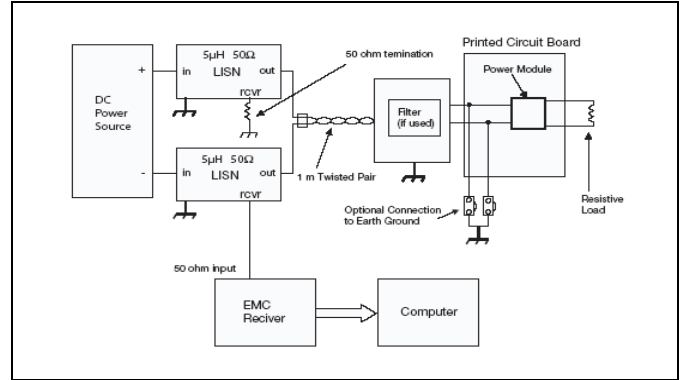 Printed Circuit Board
5µH 50Ω
LISN
in
out
rcvr
+
50 ohm temination
Power Module
DC
Power
Source
Filter
(if used)
-
5µH 50Ω
LISN
in
out
rcvr
1 m Twisted Pair
Optional Connection
to Earth Ground
Resistive
Load
50 ohm input
EMC
Reciver
Computer